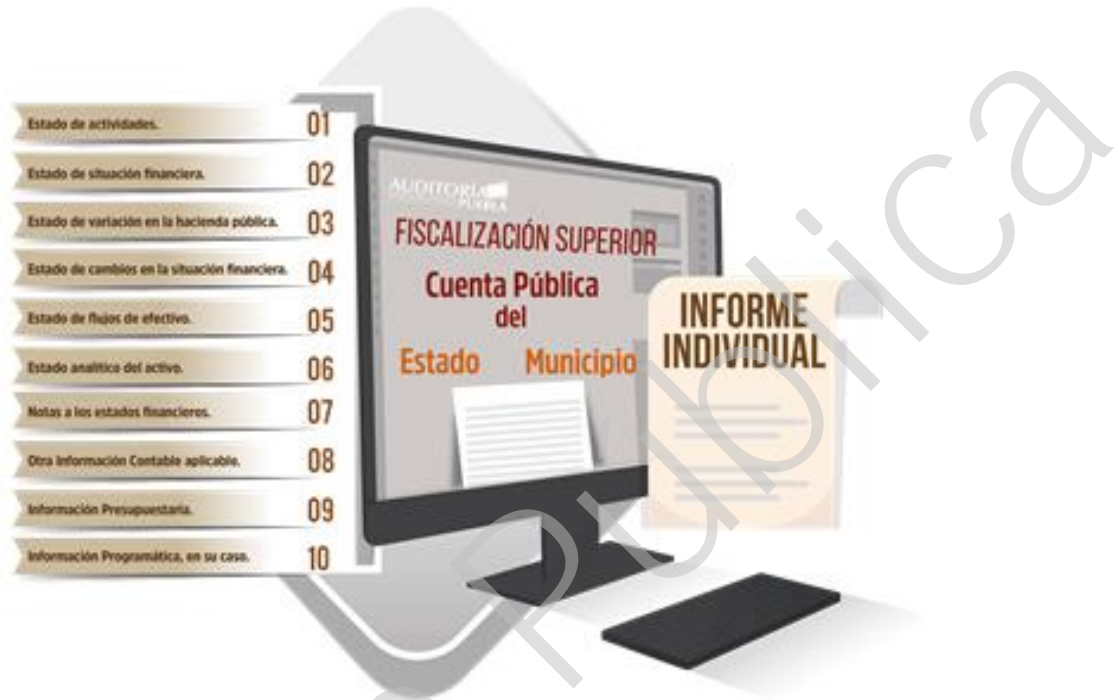 Estado de actividades. 01
Estado de situación financiera. 02
Estado de variación en la hacienda pública. 03
Estado de cambios en la situación financiera. 04
Estado de flujos de efectivo. 05
Estado analítico del activo. 06
Notas a los estados financieros. 07
Otra Información Contable aplicable. 08
Información Presupuestaria. 09
Información Programática, en su caso. 10
AUDITORÍA
PUEBLA
FISCALIZACIÓN SUPERIOR
Cuenta Pública
del
Estado Municipio
INFORME
INDIVIDUAL
Pública